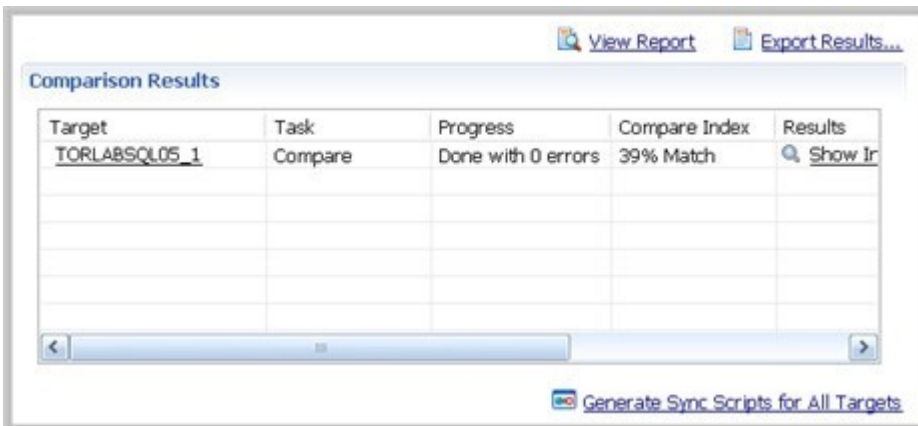 View Report Export Results...
Comparison Results
Target Task Progress Compare Index Results
TORLABSQL05_1 Compare Done with 0 errors 39% Match Show Ir
Generate Sync Scripts for All Targets